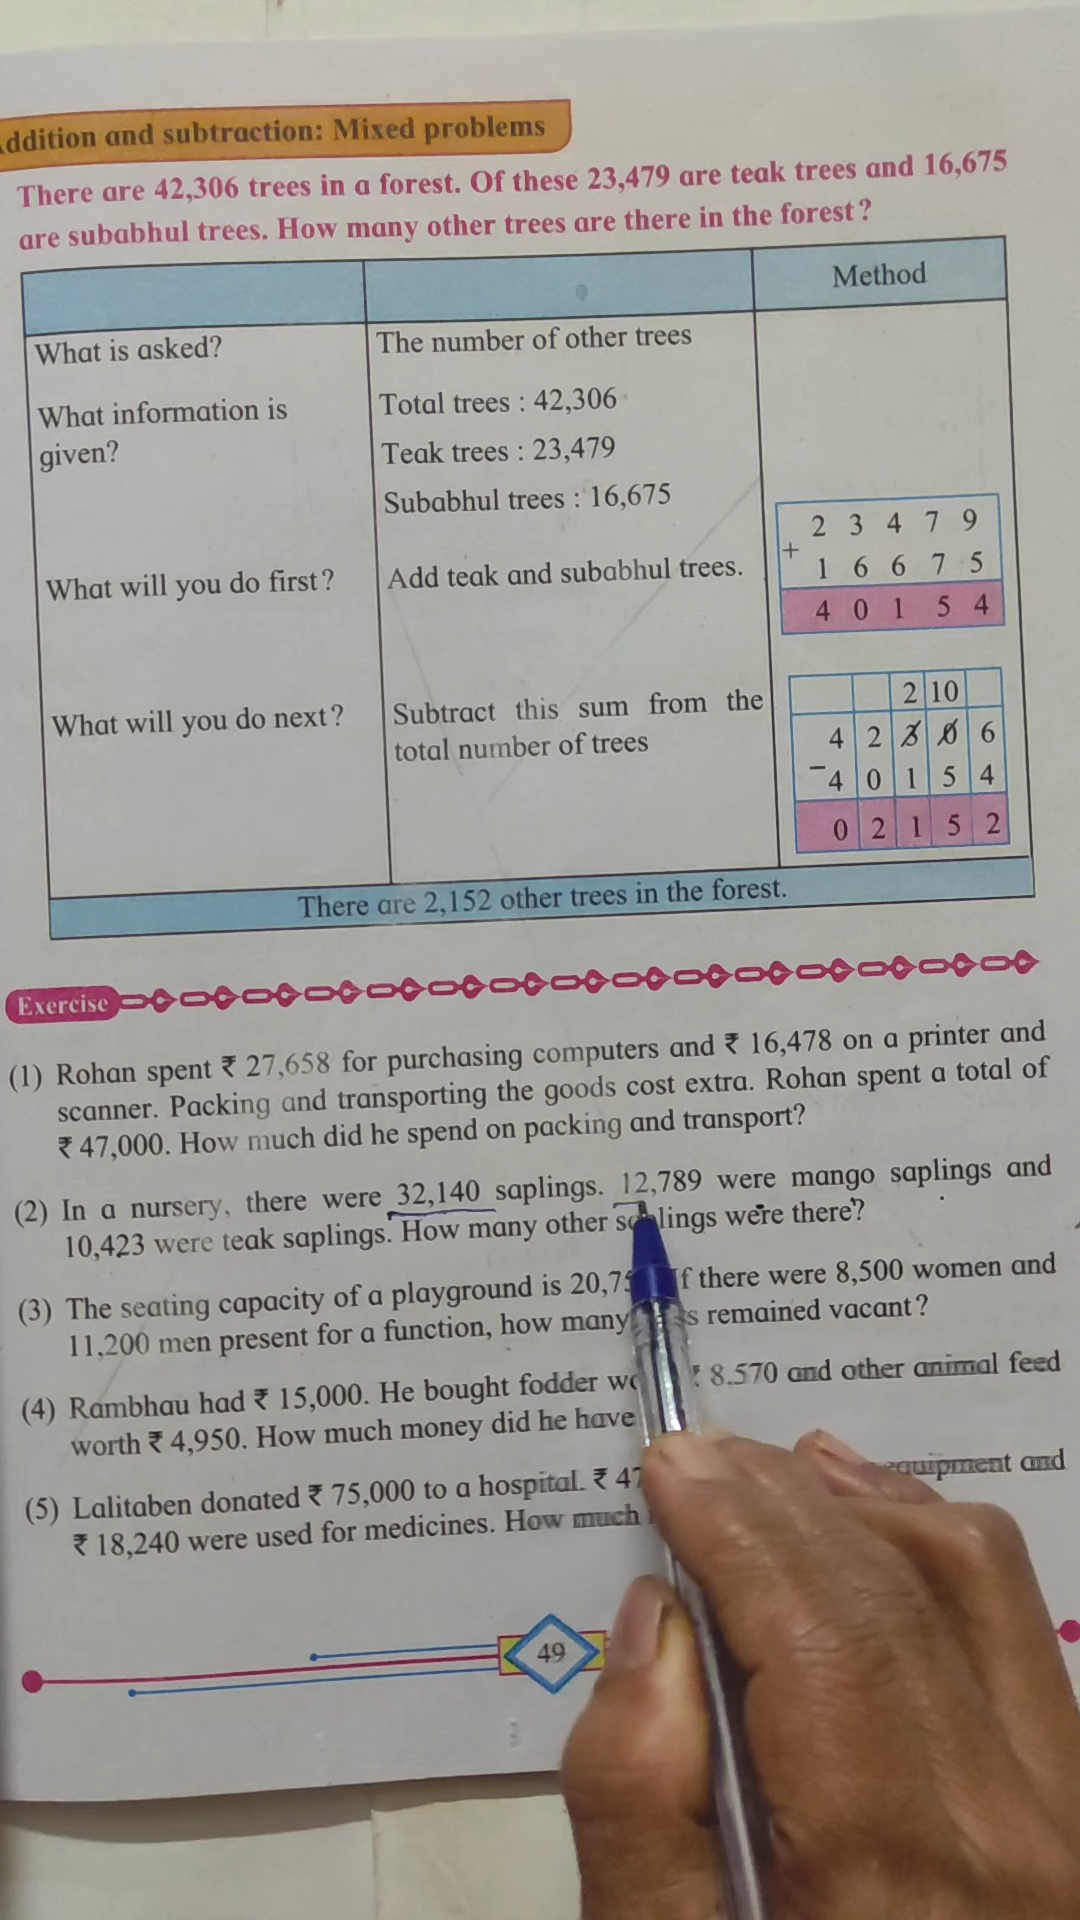 ddition and subtraction: Mixed problems
There are 42,306 trees in a forest. Of these 23,479 are teak trees and 16,675
are subabhul trees. How many other trees are there in the forest?
Method
What is asked?
The number of other trees
What information is
given?
Total trees : 42,306
Teak trees : 23,479
Subabhul trees : 16,675
What will you do first?
Add teak and subabhul trees.
2 3 4 7 9
+
1 6 6 7 5
4 0 1 5 4
What will you do next?
Subtract this sum from the
total number of trees
2 10
4 2 3 0 6
- 4 0 1 5 4
0 2 1 5 2
There are 2,152 other trees in the forest.
Exercise
(1) Rohan spent ₹ 27,658 for purchasing computers and ₹ 16,478 on a printer and
scanner. Packing and transporting the goods cost extra. Rohan spent a total of
₹ 47,000. How much did he spend on packing and transport?
(2) In a nursery, there were 32,140 saplings. 12,789 were mango saplings and
10,423 were teak saplings. How many other saplings were there?
(3) The seating capacity of a playground is 20,7 f there were 8,500 women and
11,200 men present for a function, how many s remained vacant?
(4) Rambhau had ₹ 15,000. He bought fodder wo ₹ 8,570 and other animal feed
worth ₹ 4,950. How much money did he have
(5) Lalitaben donated ₹ 75,000 to a hospital. ₹ 47 equipment and
₹ 18,240 were used for medicines. How much
49